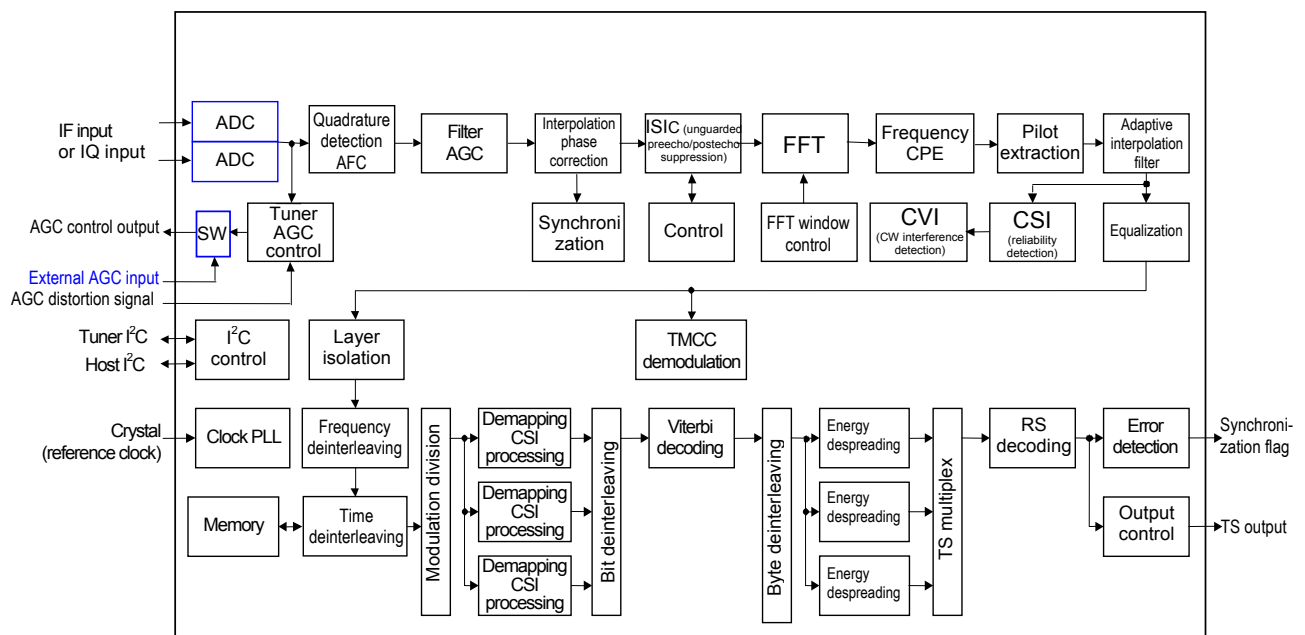 IF input
or IQ input
ADC
ADC
Quadrature
detection
AFC
Filter
AGC
Interpolation
phase
correction
ISIC (unguarded
preecho/postecho
suppression)
FFT
Frequency
CPE
Pilot
extraction
Adaptive
interpolation
filter
AGC control output
SW
Tuner
AGC
control
Synchroni
zation
Control
FFT window
control
CVI
(CW interference
detection)
CSI
(reliability
detection)
Equalization
External AGC input
AGC distortion signal
Tuner I²C
Host I²C
I²C
control
Layer
isolation
TMCC
demodulation
Crystal
(reference clock)
Clock PLL
Frequency
deinterleaving
Modulation division
Demapping
CSI
processing
Bit deinterleaving
Viterbi
decoding
Byte deinterleaving
Energy
despreading
TS multiplex
RS
decoding
Error
detection
Synchroni-
zation flag
Memory
Time
deinterleaving
Demapping
CSI
processing
Energy
despreading
Output
control
TS output
Demapping
CSI
processing
Energy
despreading